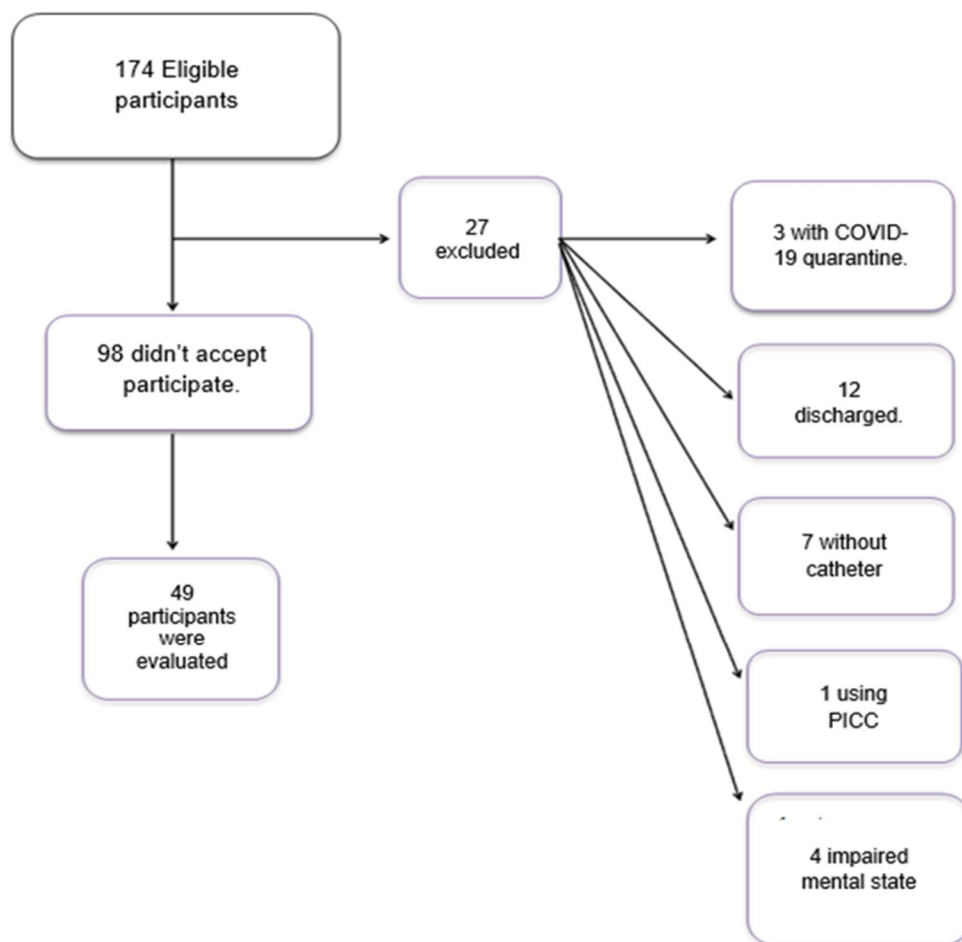 174 Eligible
participants
27
excluded
3 with COVID-
19 quarantine.
98 didn't accept
participate.
12
discharged.
7 without
catheter
49
participants
were
evaluated
1 using
PICC
4 impaired
mental state